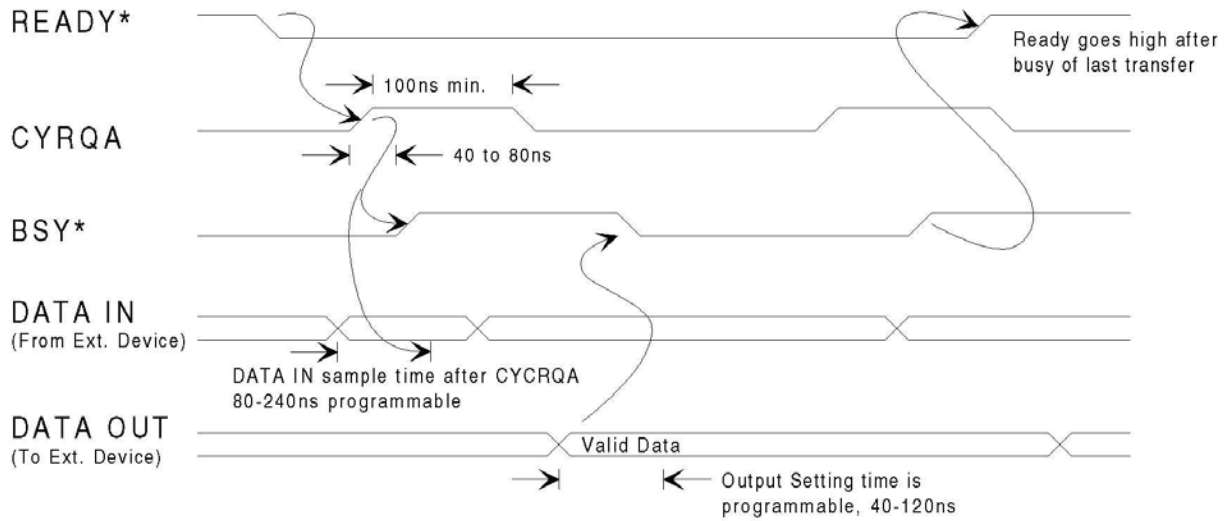 READY*
Ready goes high after
busy of last transfer
100ns min.
CYRQA
40 to 80ns
BSY*
DATA IN
(From Ext. Device)
DATA IN sample time after CYCRQA
80-240ns programmable
DATA OUT
(To Ext. Device)
Valid Data
Output Setting time is
programmable, 40-120ns